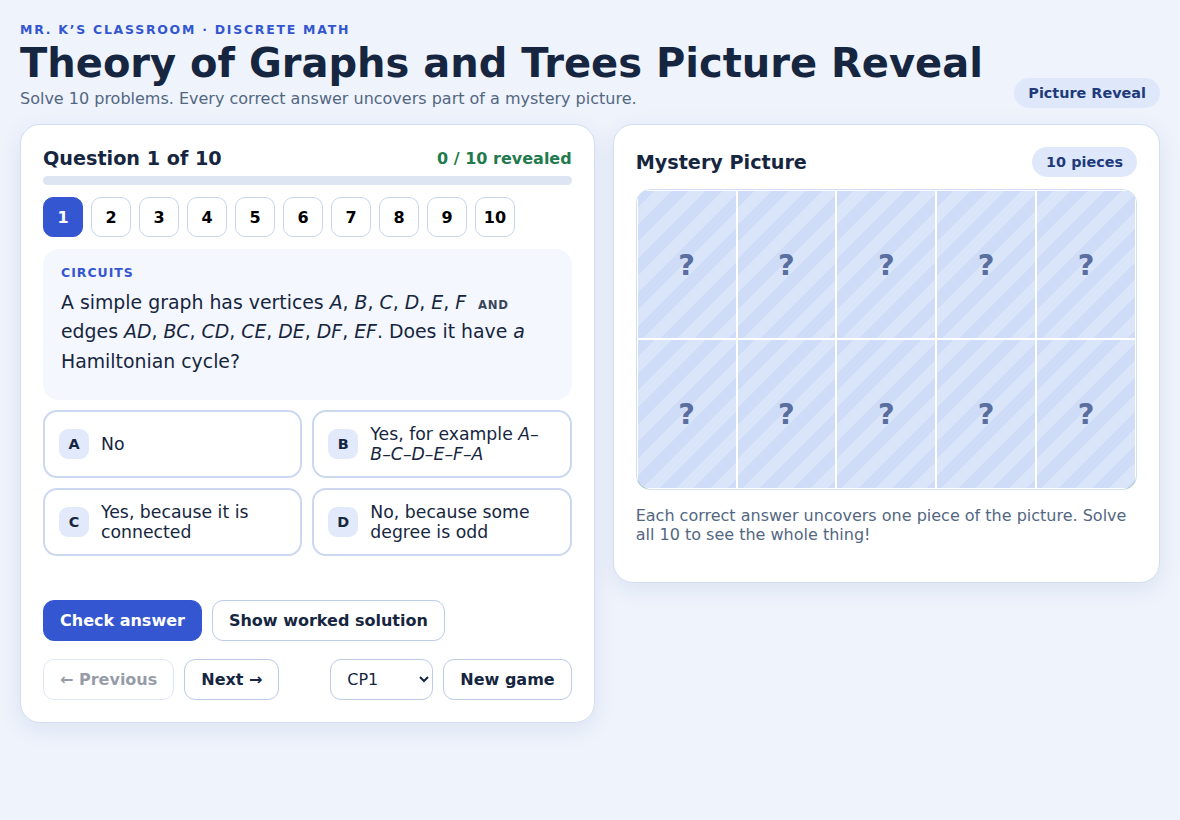 MR. K’S CLASSROOM · DISCRETE MATH
Theory of Graphs and Trees Picture Reveal
Solve 10 problems. Every correct answer uncovers part of a mystery picture.
Picture Reveal
Question 1 of 10
0 / 10 revealed
1 2 3 4 5 6 7 8 9 10
CIRCUITS
A simple graph has vertices A, B, C, D, E, F AND
edges AD, BC, CD, CE, DE, DF, EF. Does it have a
Hamiltonian cycle?
A No
B Yes, for example A–
B–C–D–E–F–A
C Yes, because it is
connected
D No, because some
degree is odd
Check answer
Show worked solution
← Previous
Next →
CP1
New game
Mystery Picture
10 pieces
? ? ? ? ?
? ? ? ? ?
Each correct answer uncovers one piece of the picture. Solve
all 10 to see the whole thing!